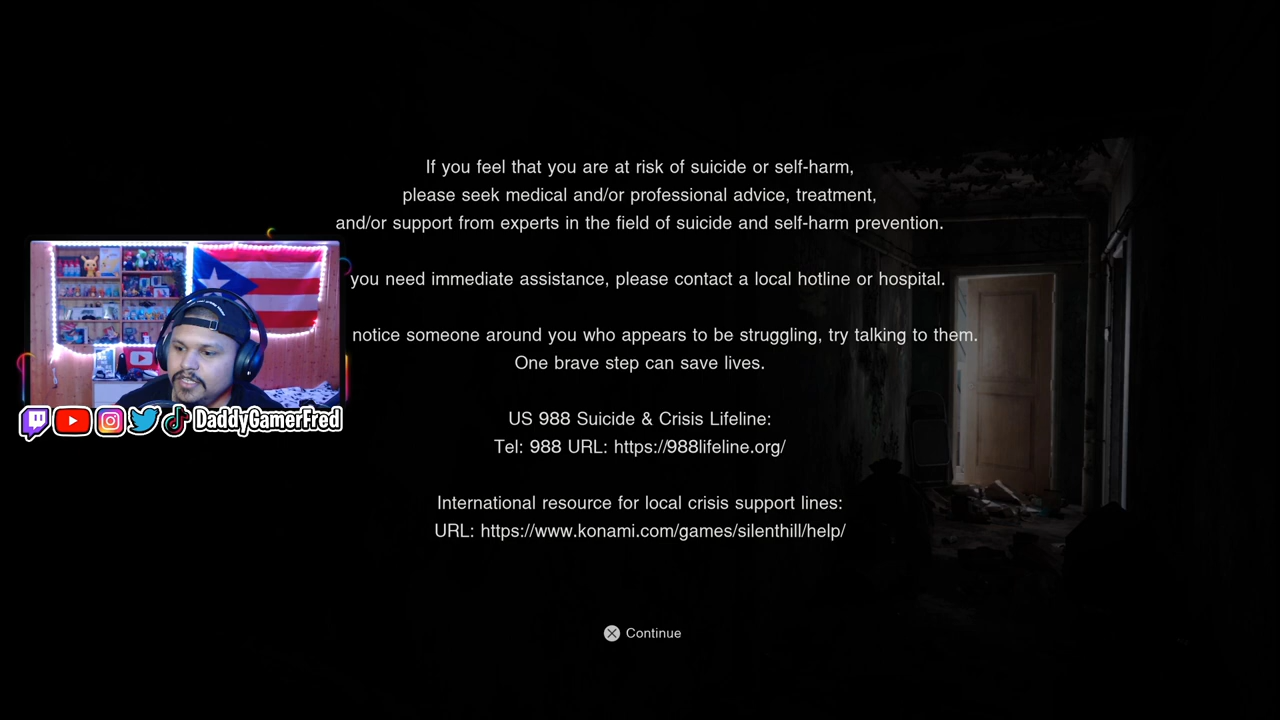 If you feel that you are at risk of suicide or self-harm,
please seek medical and/or professional advice, treatment,
and/or support from experts in the field of suicide and self-harm prevention.
you need immediate assistance, please contact a local hotline or hospital.
notice someone around you who appears to be struggling, try talking to them.
One brave step can save lives.
US 988 Suicide & Crisis Lifeline:
Tel: 988 URL: https://988lifeline.org/
International resource for local crisis support lines:
URL: https://www.konami.com/games/silenthill/help/
Continue
DaddyGamerFred